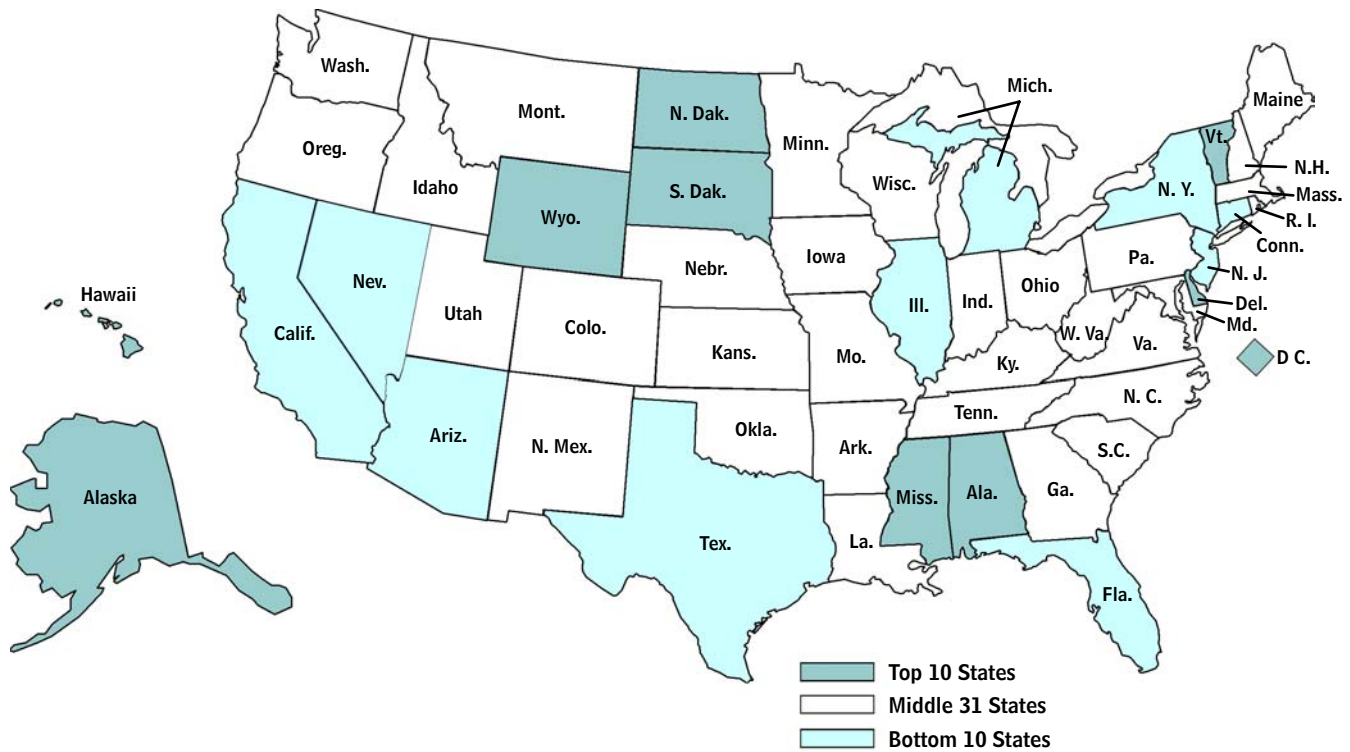 Wash.
Mont.
N. Dak.
Minn.
Mich.
Maine
Oreg.
Idaho
Wyo.
S. Dak.
Wisc.
N. Y.
Vt.
N.H.
Mass.
R. I.
Conn.
Hawaii
Calif.
Nev.
Utah
Colo.
Nebr.
Kans.
Iowa
Mo.
Ill.
Ind.
Ohio
Pa.
N. J.
Del.
Md.
D C.
W. Va.
Va.
Ky.
Tenn.
N. C.
S.C.
Alaska
Ariz.
N. Mex.
Okla.
Ark.
Tex.
La.
Miss.
Ala.
Ga.
Fla.
Top 10 States
Middle 31 States
Bottom 10 States